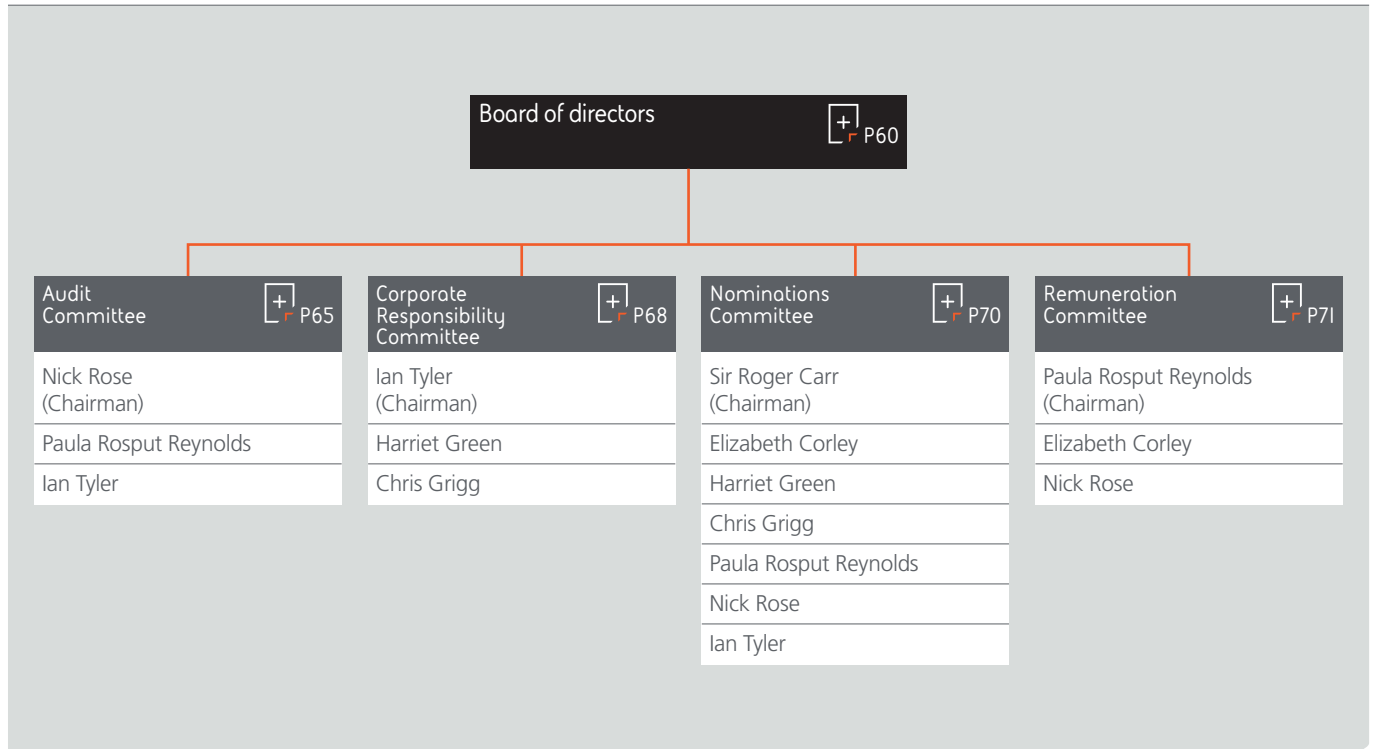 Board of directors
P60
Audit
Committee
P65
Nick Rose
(Chairman)
Paula Rosput Reynolds
Ian Tyler
Corporate
Responsibility
Committee
P68
Ian Tyler
(Chairman)
Harriet Green
Chris Grigg
Nominations
Committee
P70
Sir Roger Carr
(Chairman)
Elizabeth Corley
Harriet Green
Chris Grigg
Paula Rosput Reynolds
Nick Rose
Ian Tyler
Remuneration
Committee
P71
Paula Rosput Reynolds
(Chairman)
Elizabeth Corley
Nick Rose